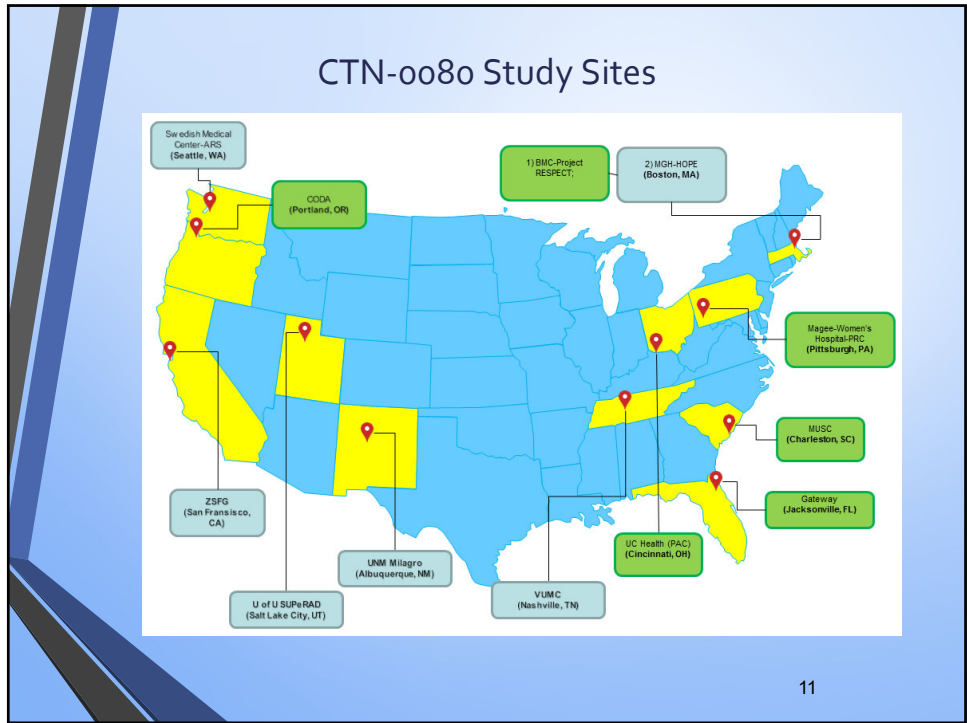 CTN-0080 Study Sites
Swedish Medical
Center-ARS
(Seattle, WA)
CODA
(Portland, OR)
1) BMC-Project
RESPECT;
2) MGH-HOPE
(Boston, MA)
Magee-Women's
Hospital-PRC
(Pittsburgh, PA)
MUSC
(Charleston, SC)
Gateway
(Jacksonville, FL)
ZSFG
(San Fransisco,
CA)
UC Health (PAC)
(Cincinnati, OH)
UNM Milagro
(Albuquerque, NM)
VUMC
(Nashville, TN)
U of U SUPeRAD
(Salt Lake City, UT)
11